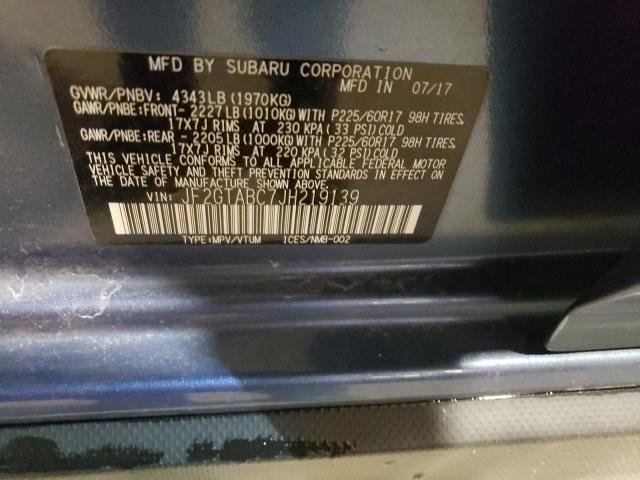 MFD BY SUBARU CORPORATION
GVWR/PNBV: 4343LB (1970KG) MFD IN 07/17
GAWR/PNBE:FRONT- 2227LB (1010KG) WITH P225/60R17 98H TIRES,
17X7J RIMS AT 230 KPA ( 33 PSI) COLD
GAWR/PNBE:REAR - 2205LB (1000KG) WITH P225/60R17 98H TIRES,
17X7J RIMS AT 220 KPA ( 32 PSI) COLD
THIS VEHICLE CONFORMS TO ALL APPLICABLE FEDERAL MOTOR
VEHICLE SAFETY AND THEFT PREVENTION STANDARDS IN EFFECT
ON THE DATE OF MANUFACTURE SHOWN ABOVE.
VIN: JF2GTABC7JH219139
TYPE:MPV/VTUM ICES/NMB-002